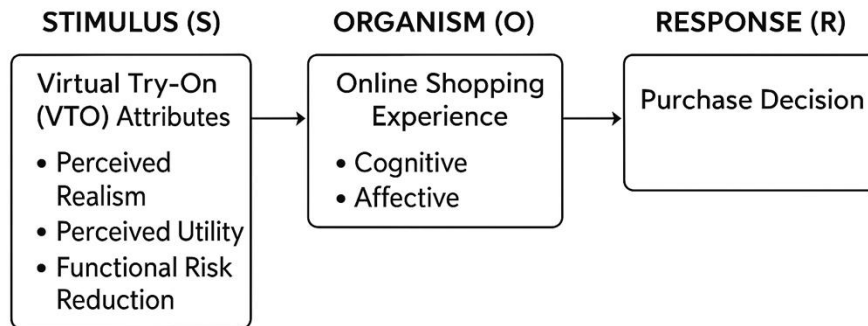 STIMULUS (S)
Virtual Try-On
(VTO) Attributes
• Perceived
Realism
• Perceived Utility
• Functional Risk
Reduction
ORGANISM (O)
Online Shopping
Experience
• Cognitive
• Affective
RESPONSE (R)
Purchase Decision